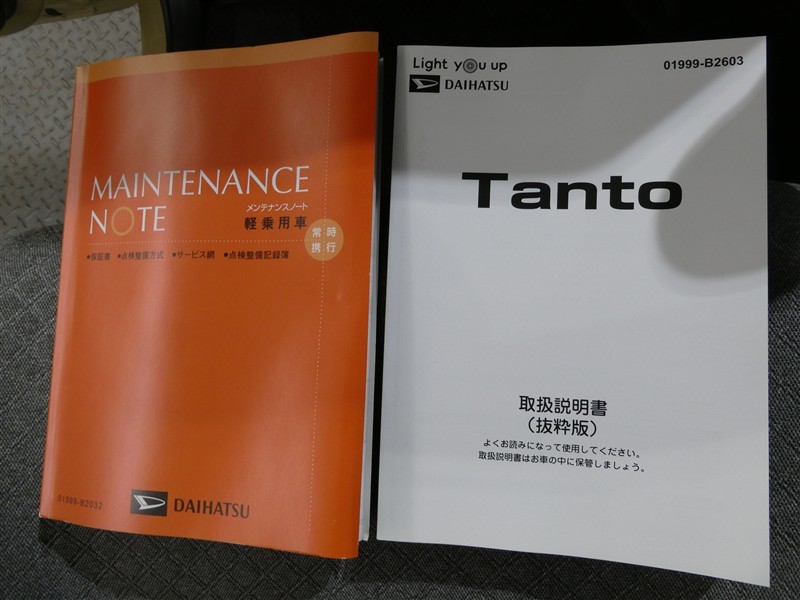 MAINTENANCE
NOTE
メンテナンスノート
軽乗用車
常時
携行
●保証書 ●点検整備方式 ●サービス網 ●点検整備記録簿
01999-B2032
DAIHATSU
Light you up
DAIHATSU
01999-B2603
Tanto
取扱説明書
（抜粋版）
よくお読みになって使用してください。
取扱説明書はお車の中に保管しましょう。